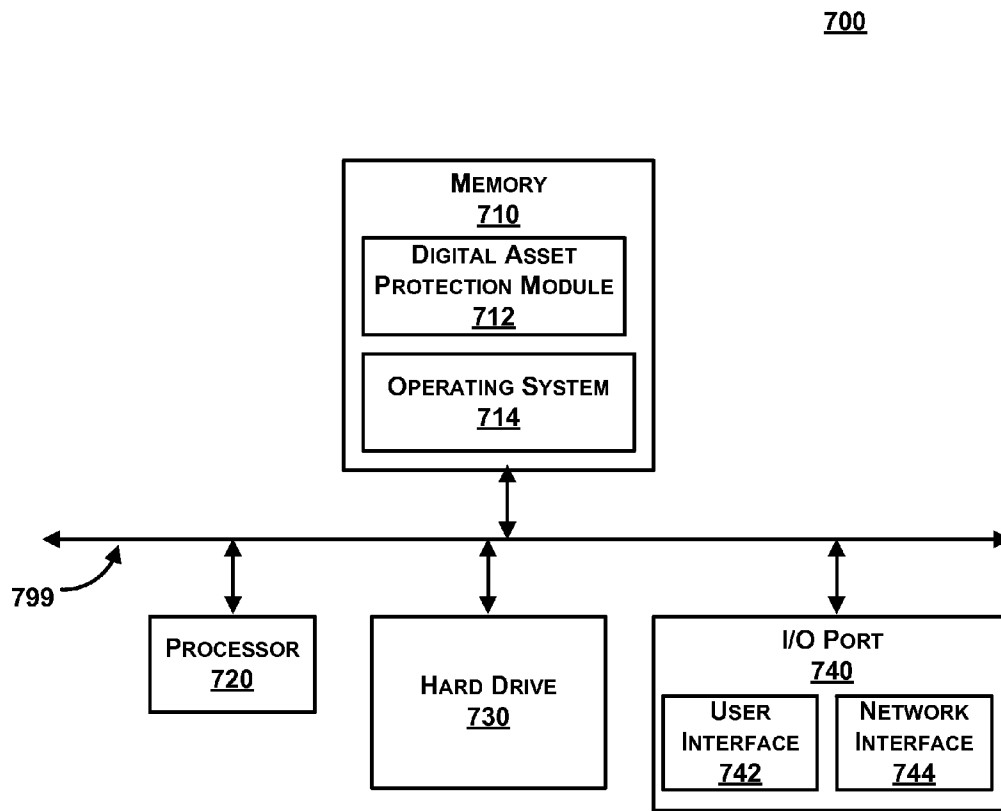 700
MEMORY
710
DIGITAL ASSET
PROTECTION MODULE
712
OPERATING SYSTEM
714
799
PROCESSOR
720
HARD DRIVE
730
I/O PORT
740
USER
INTERFACE
742
NETWORK
INTERFACE
744